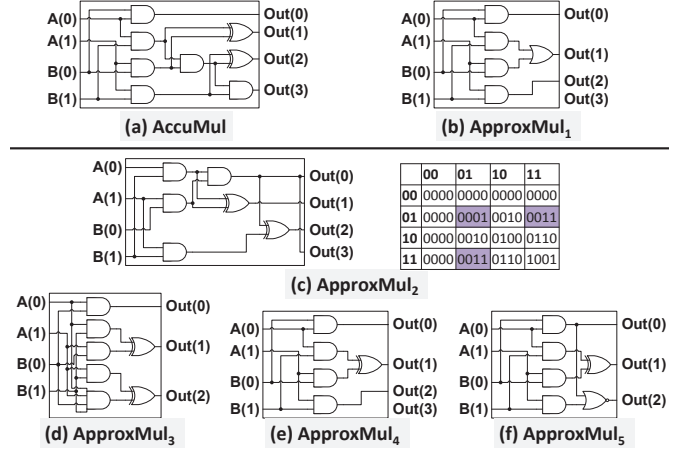 A(0) Out(0)
A(1) Out(1)
B(0) Out(2)
B(1) Out(3)
(a) AccuMul
A(0) Out(0)
A(1) Out(1)
B(0) Out(2)
B(1) Out(3)
(b) ApproxMul₁
A(0) Out(0)
A(1) Out(1)
B(0) Out(2)
B(1) Out(3)
(c) ApproxMul₂
00 01 10 11
00 0000 0000 0000 0000
01 0000 0001 0010 0011
10 0000 0010 0100 0110
11 0000 0011 0110 1001
A(0) Out(0)
A(1) Out(1)
B(0)
B(1) Out(2)
(d) ApproxMul₃
A(0) Out(0)
A(1) Out(1)
B(0) Out(2)
B(1) Out(3)
(e) ApproxMul₄
A(0) Out(0)
A(1) Out(1)
B(0)
B(1) Out(2)
(f) ApproxMul₅